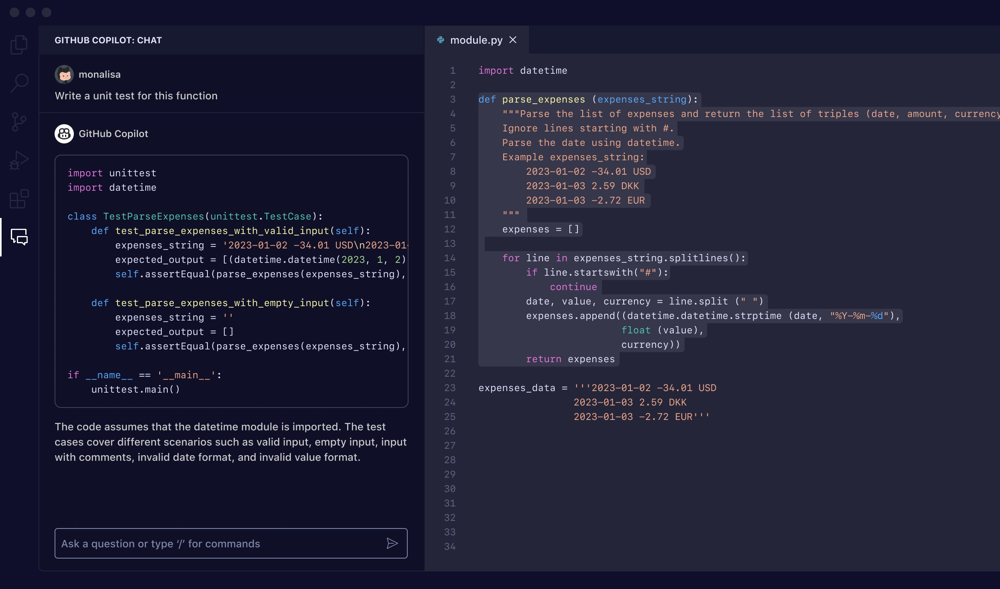 GITHUB COPILOT: CHAT
monalisa
Write a unit test for this function
GitHub Copilot
import unittest
import datetime
class TestParseExpenses(unittest.TestCase):
    def test_parse_expenses_with_valid_input(self):
        expenses_string = '2023-01-02 -34.01 USD\n2023-01-
        expected_output = [(datetime.datetime(2023, 1, 2)
        self.assertEqual(parse_expenses(expenses_string),
    def test_parse_expenses_with_empty_input(self):
        expenses_string = ''
        expected_output = []
        self.assertEqual(parse_expenses(expenses_string),
if __name__ == '__main__':
    unittest.main()
The code assumes that the datetime module is imported. The test
cases cover different scenarios such as valid input, empty input, input
with comments, invalid date format, and invalid value format.
Ask a question or type ‘/’ for commands
module.py
1 import datetime
2
3 def parse_expenses (expenses_string):
4     """Parse the list of expenses and return the list of triples (date, amount, currency
5     Ignore lines starting with #.
6     Parse the date using datetime.
7     Example expenses_string:
8         2023-01-02 -34.01 USD
9         2023-01-03 2.59 DKK
10         2023-01-03 -2.72 EUR
11     """
12     expenses = []
13
14     for line in expenses_string.splitlines():
15         if line.startswith("#"):
16             continue
17         date, value, currency = line.split (" ")
18         expenses.append((datetime.datetime.strptime (date, "%Y-%m-%d"),
19                         float (value),
20                         currency))
21         return expenses
22
23 expenses_data = '''2023-01-02 -34.01 USD
24                 2023-01-03 2.59 DKK
25                 2023-01-03 -2.72 EUR'''
26
27
28
29
30
31
32
33
34